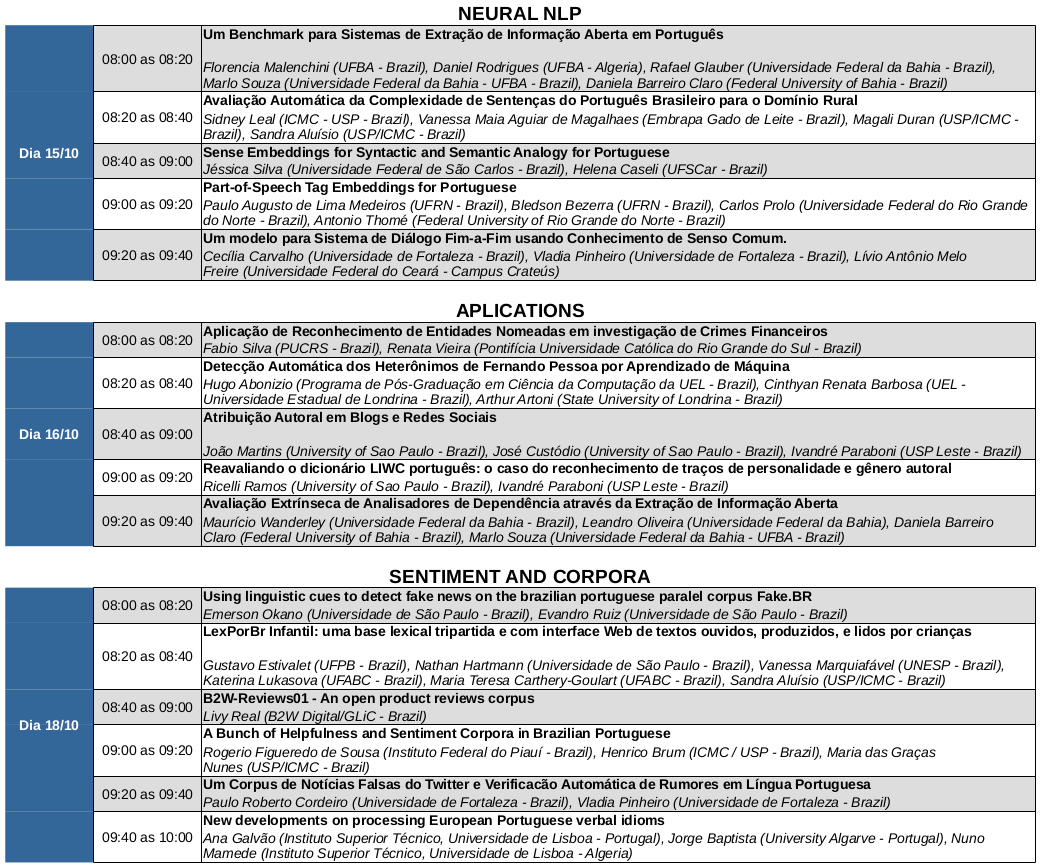 NEURAL NLP
Dia 15/10
08:00 as 08:20
Um Benchmark para Sistemas de Extração de Informação Aberta em Português
Florencia Malenchini (UFBA - Brazil), Daniel Rodrigues (UFBA - Algeria), Rafael Glauber (Universidade Federal da Bahia - Brazil),
Marlo Souza (Universidade Federal da Bahia - UFBA - Brazil), Daniela Barreiro Claro (Federal University of Bahia - Brazil)
08:20 as 08:40
Avaliação Automática da Complexidade de Sentenças do Português Brasileiro para o Domínio Rural
Sidney Leal (ICMC - USP - Brazil), Vanessa Maia Aguiar de Magalhaes (Embrapa Gado de Leite - Brazil), Magali Duran (USP/ICMC -
Brazil), Sandra Aluísio (USP/ICMC - Brazil)
08:40 as 09:00
Sense Embeddings for Syntactic and Semantic Analogy for Portuguese
Jéssica Silva (Universidade Federal de São Carlos - Brazil), Helena Caseli (UFSCar - Brazil)
09:00 as 09:20
Part-of-Speech Tag Embeddings for Portuguese
Paulo Augusto de Lima Medeiros (UFRN - Brazil), Bledson Bezerra (UFRN - Brazil), Carlos Prolo (Universidade Federal do Rio Grande
do Norte - Brazil), Antonio Thomé (Federal University of Rio Grande do Norte - Brazil)
09:20 as 09:40
Um modelo para Sistema de Diálogo Fim-a-Fim usando Conhecimento de Senso Comum.
Cecília Carvalho (Universidade de Fortaleza - Brazil), Vladia Pinheiro (Universidade de Fortaleza - Brazil), Lívio Antônio Melo
Freire (Universidade Federal do Ceará - Campus Crateús)
APLICATIONS
Dia 16/10
08:00 as 08:20
Aplicação de Reconhecimento de Entidades Nomeadas em investigação de Crimes Financeiros
Fabio Silva (PUCRS - Brazil), Renata Vieira (Pontifícia Universidade Católica do Rio Grande do Sul - Brazil)
08:20 as 08:40
Detecção Automática dos Heterônimos de Fernando Pessoa por Aprendizado de Máquina
Hugo Abonizio (Programa de Pós-Graduação em Ciência da Computação da UEL - Brazil), Cinthyan Renata Barbosa (UEL -
Universidade Estadual de Londrina - Brazil), Arthur Artoni (State University of Londrina - Brazil)
08:40 as 09:00
Atribuição Autoral em Blogs e Redes Sociais
João Martins (University of Sao Paulo - Brazil), José Custódio (University of Sao Paulo - Brazil), Ivandré Paraboni (USP Leste - Brazil)
09:00 as 09:20
Reavaliando o dicionário LIWC português: o caso do reconhecimento de traços de personalidade e gênero autoral
Ricelli Ramos (University of Sao Paulo - Brazil), Ivandré Paraboni (USP Leste - Brazil)
09:20 as 09:40
Avaliação Extrínseca de Analisadores de Dependência através da Extração de Informação Aberta
Maurício Wanderley (Universidade Federal da Bahia - Brazil), Leandro Oliveira (Universidade Federal da Bahia), Daniela Barreiro
Claro (Federal University of Bahia - Brazil), Marlo Souza (Universidade Federal da Bahia - UFBA - Brazil)
SENTIMENT AND CORPORA
Dia 18/10
08:00 as 08:20
Using linguistic cues to detect fake news on the brazilian portuguese paralel corpus Fake.BR
Emerson Okano (Universidade de São Paulo - Brazil), Evandro Ruiz (Universidade de São Paulo - Brazil)
08:20 as 08:40
LexPorBr Infantil: uma base lexical tripartida e com interface Web de textos ouvidos, produzidos, e lidos por crianças
Gustavo Estivalet (UFPB - Brazil), Nathan Hartmann (Universidade de São Paulo - Brazil), Vanessa Marquiafável (UNESP - Brazil),
Katerina Lukasova (UFABC - Brazil), Maria Teresa Carthery-Goulart (UFABC - Brazil), Sandra Aluísio (USP/ICMC - Brazil)
08:40 as 09:00
B2W-Reviews01 - An open product reviews corpus
Livy Real (B2W Digital/GLiC - Brazil)
09:00 as 09:20
A Bunch of Helpfulness and Sentiment Corpora in Brazilian Portuguese
Rogerio Figueredo de Sousa (Instituto Federal do Piauí - Brazil), Henrico Brum (ICMC / USP - Brazil), Maria das Graças
Nunes (USP/ICMC - Brazil)
09:20 as 09:40
Um Corpus de Notícias Falsas do Twitter e Verificacão Automática de Rumores em Língua Portuguesa
Paulo Roberto Cordeiro (Universidade de Fortaleza - Brazil), Vladia Pinheiro (Universidade de Fortaleza - Brazil)
09:40 as 10:00
New developments on processing European Portuguese verbal idioms
Ana Galvão (Instituto Superior Técnico, Universidade de Lisboa - Portugal), Jorge Baptista (University Algarve - Portugal), Nuno
Mamede (Instituto Superior Técnico, Universidade de Lisboa - Algeria)